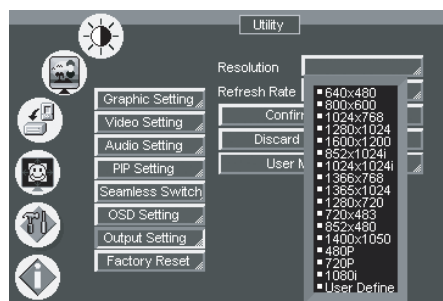 Utility
Resolution
Refresh Rate
Graphic Setting
Video Setting
Audio Setting
PIP Setting
Seamless Switch
OSD Setting
Output Setting
Factory Reset
Confir
Discard
User M
640x480
800x600
1024x768
1280x1024
1600x1200
852x1024i
1024x1024i
1366x768
1365x1024
1280x720
720x483
852x480
1400x1050
480P
720P
1080i
User Define